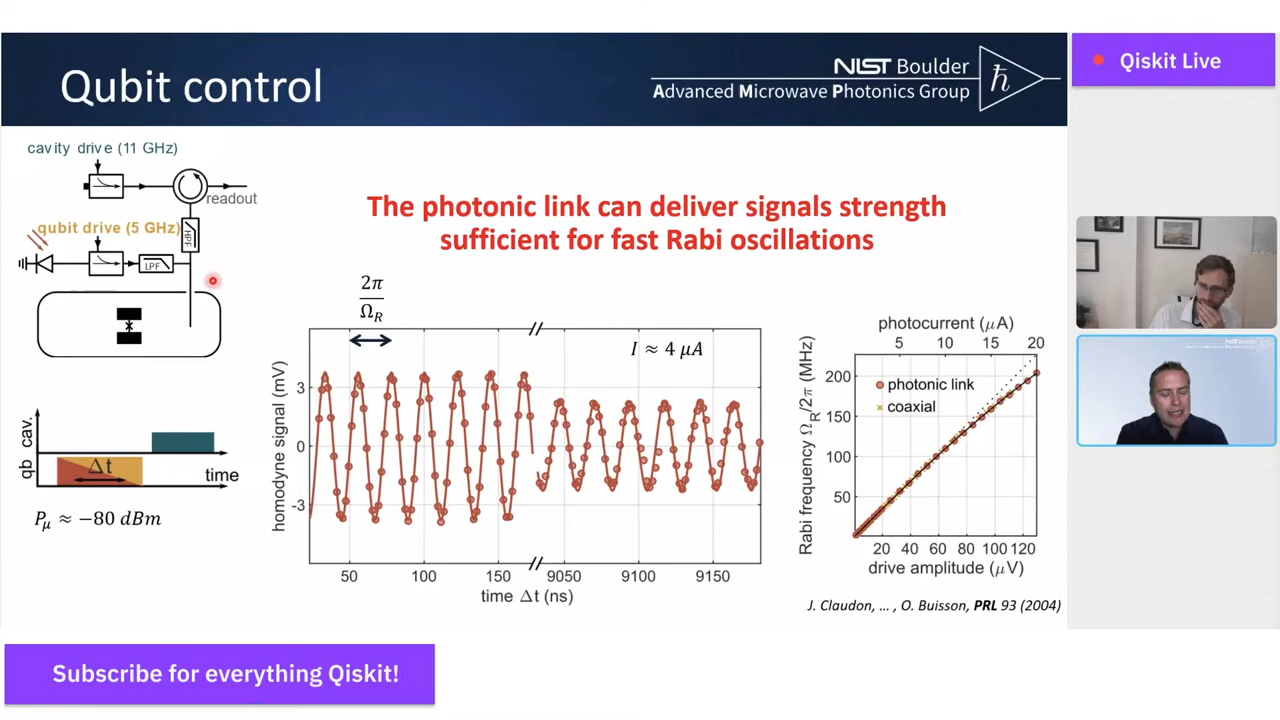 Qubit control
NIST Boulder
Advanced Microwave Photonics Group
ħ
Qiskit Live
cavity drive (11 GHz)
readout
qubit drive (5 GHz)
HPF
LPF
The photonic link can deliver signals strength
sufficient for fast Rabi oscillations
2π
Ω_R
I ≈ 4 μA
homodyne signal (mV)
3
0
-3
50 100 150 9050 9100 9150
time Δt (ns)
photocurrent (μA)
5 10 15 20
Rabi frequency Ω_R/2π (MHz)
200
150
100
50
photonic link
coaxial
20 40 60 80 100 120
drive amplitude (μV)
qb cav.
Δt
time
P_μ ≈ −80 dBm
J. Claudon, ... , O. Buisson, PRL 93 (2004)
Subscribe for everything Qiskit!